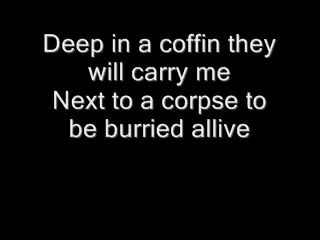 Deep in a coffin they
will carry me
Next to a corpse to
be burried allive